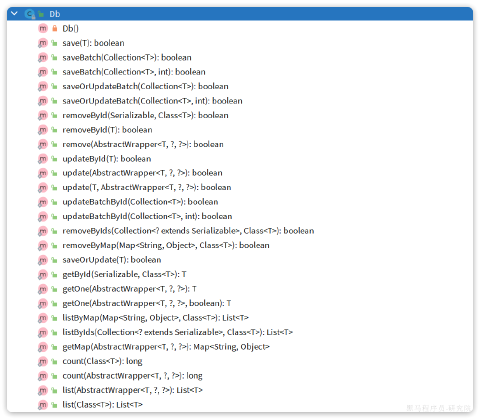 Db
Db()
save(T): boolean
saveBatch(Collection<T>): boolean
saveBatch(Collection<T>, int): boolean
saveOrUpdateBatch(Collection<T>): boolean
saveOrUpdateBatch(Collection<T>, int): boolean
removeById(Serializable, Class<T>): boolean
removeById(T): boolean
remove(AbstractWrapper<T, ?, ?>): boolean
updateById(T): boolean
update(AbstractWrapper<T, ?, ?>): boolean
update(T, AbstractWrapper<T, ?, ?>): boolean
updateBatchById(Collection<T>): boolean
updateBatchById(Collection<T>, int): boolean
removeByIds(Collection<? extends Serializable>, Class<T>): boolean
removeByMap(Map<String, Object>, Class<T>): boolean
saveOrUpdate(T): boolean
getById(Serializable, Class<T>): T
getOne(AbstractWrapper<T, ?, ?>): T
getOne(AbstractWrapper<T, ?, ?>, boolean): T
listByMap(Map<String, Object>, Class<T>): List<T>
listByIds(Collection<? extends Serializable>, Class<T>): List<T>
getMap(AbstractWrapper<T, ?, ?>): Map<String, Object>
count(Class<T>): long
count(AbstractWrapper<T, ?, ?>): long
list(AbstractWrapper<T, ?, ?>): List<T>
list(Class<T>): List<T>